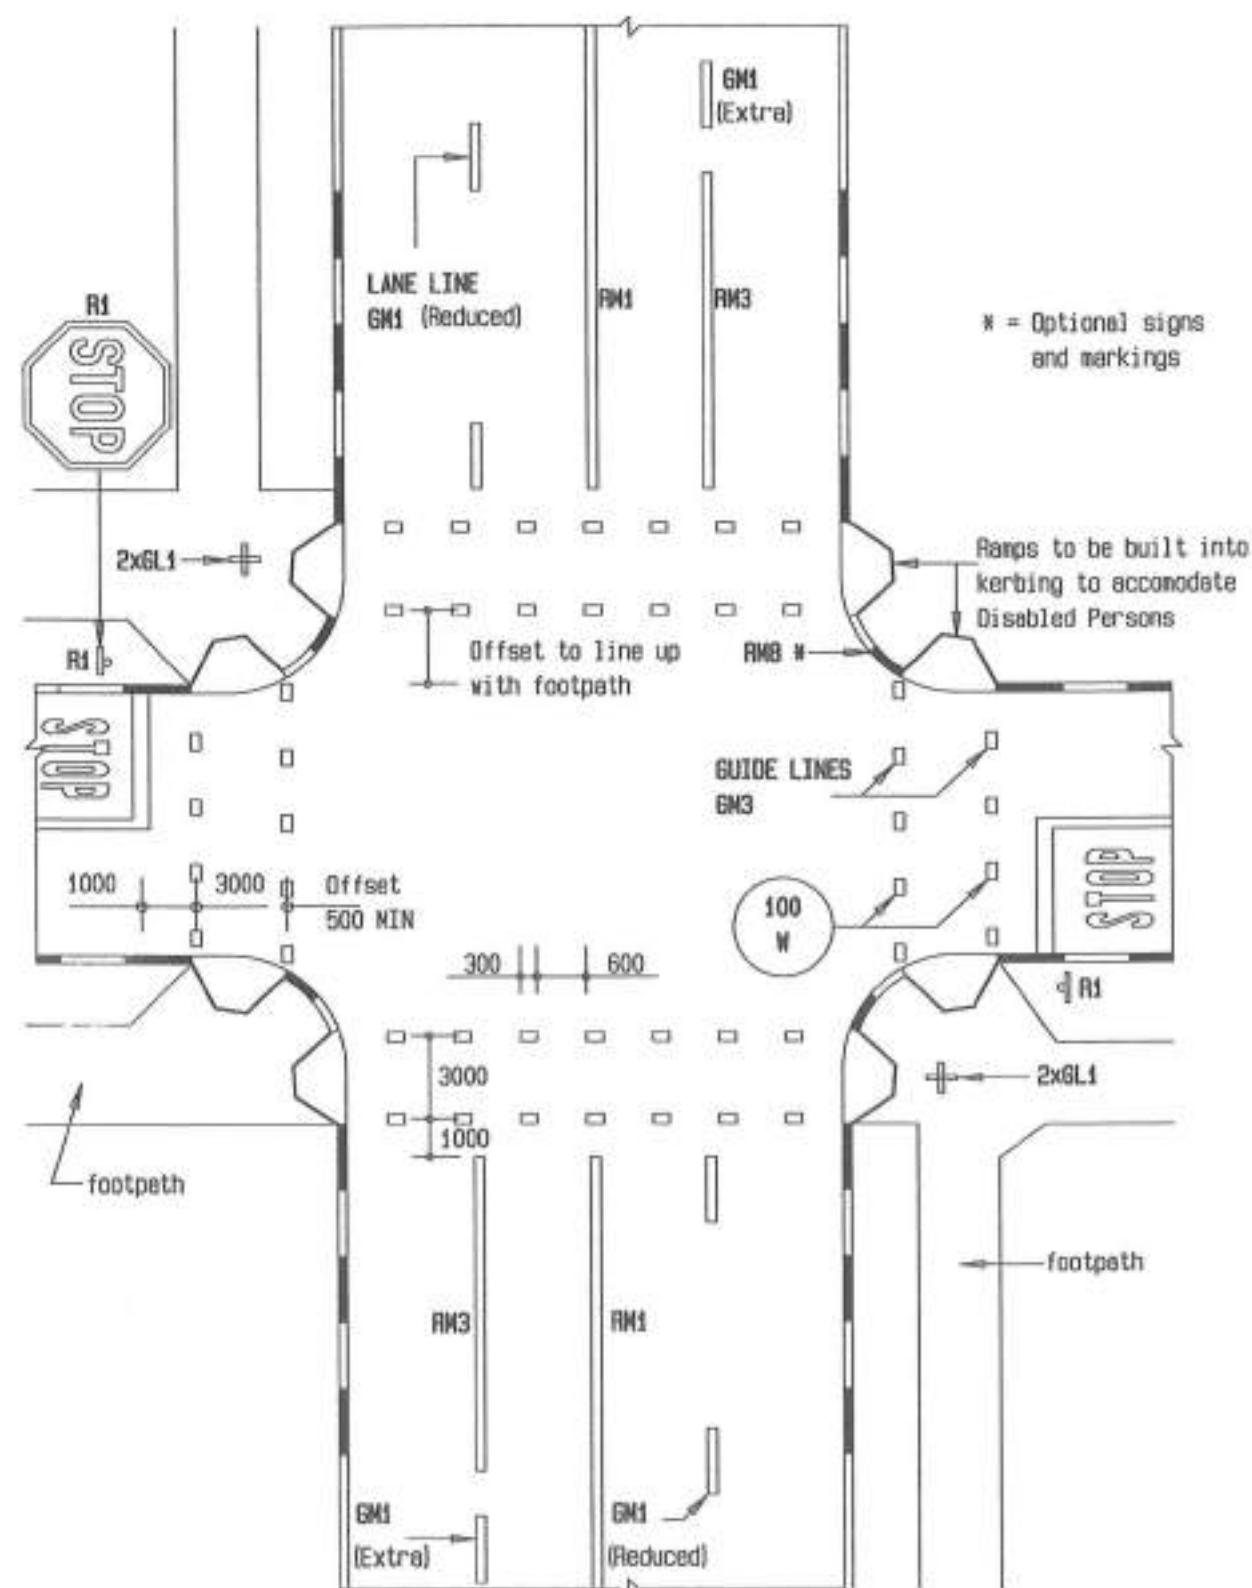 GM1
(Extra)
LANE LINE
GM1 (Reduced)
RM1
RM3
R1
STOP
* = Optional signs
and markings
2xGL1
Ramps to be built into
kerbing to accomodate
Disabled Persons
R1
Offset to line up
with footpath
RM8 *
STOP
GUIDE LINES
GM3
1000
3000
Offset
500 MIN
100
W
STOP
300
600
R1
3000
2xGL1
1000
footpath
footpath
RM3
RM1
GM1
(Extra)
GM1
(Reduced)